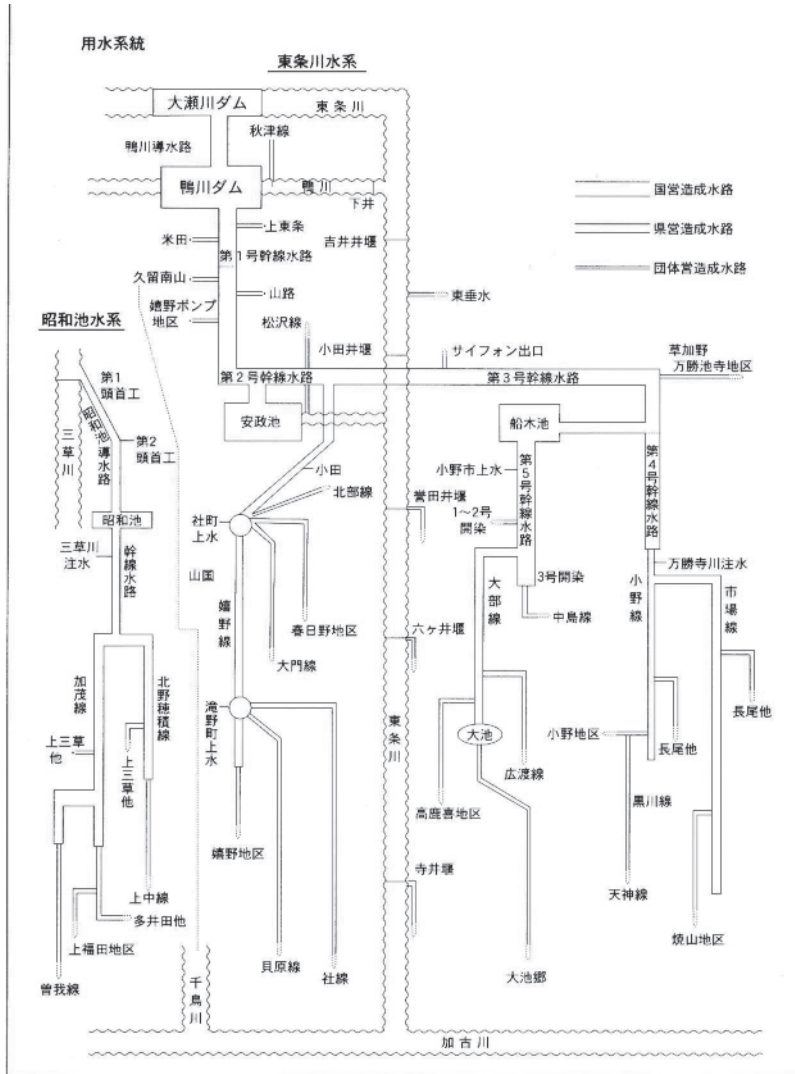 用水系統
東条川水系
大瀬川ダム
東条川
鴨川導水路
秋津線
鴨川ダム
鴨川
下井
国営造成水路
県営造成水路
団体営造成水路
上東条
米田
第1号幹線水路
吉井井堰
久留南山
山路
東垂水
嬉野ポンプ
地区
松沢線
昭和池水系
小田井堰
サイフォン出口
草加野
万勝池寺地区
第2号幹線水路
第3号幹線水路
第1
頭首工
安政池
船木池
昭和池導水路
三草川
第2
頭首工
小田
小野市上水
第5号幹線水路
第4号幹線水路
北部線
誉田井堰
1〜2号
開染
昭和池
社町
上水
三草川
注水
幹線水路
山国
万勝寺川注水
3号開染
大部線
小野線
市場線
嬉野線
春日野地区
中島線
大門線
六ヶ井堰
加茂線
北野穂積線
滝野町上水
東条川
大池
小野地区
長尾他
長尾他
上三草
他
上三草他
広渡線
高鹿喜地区
黒川線
嬉野地区
寺井堰
上中線
天神線
多井田他
上福田地区
焼山地区
曽我線
千鳥川
貝原線
社線
大池郷
加古川